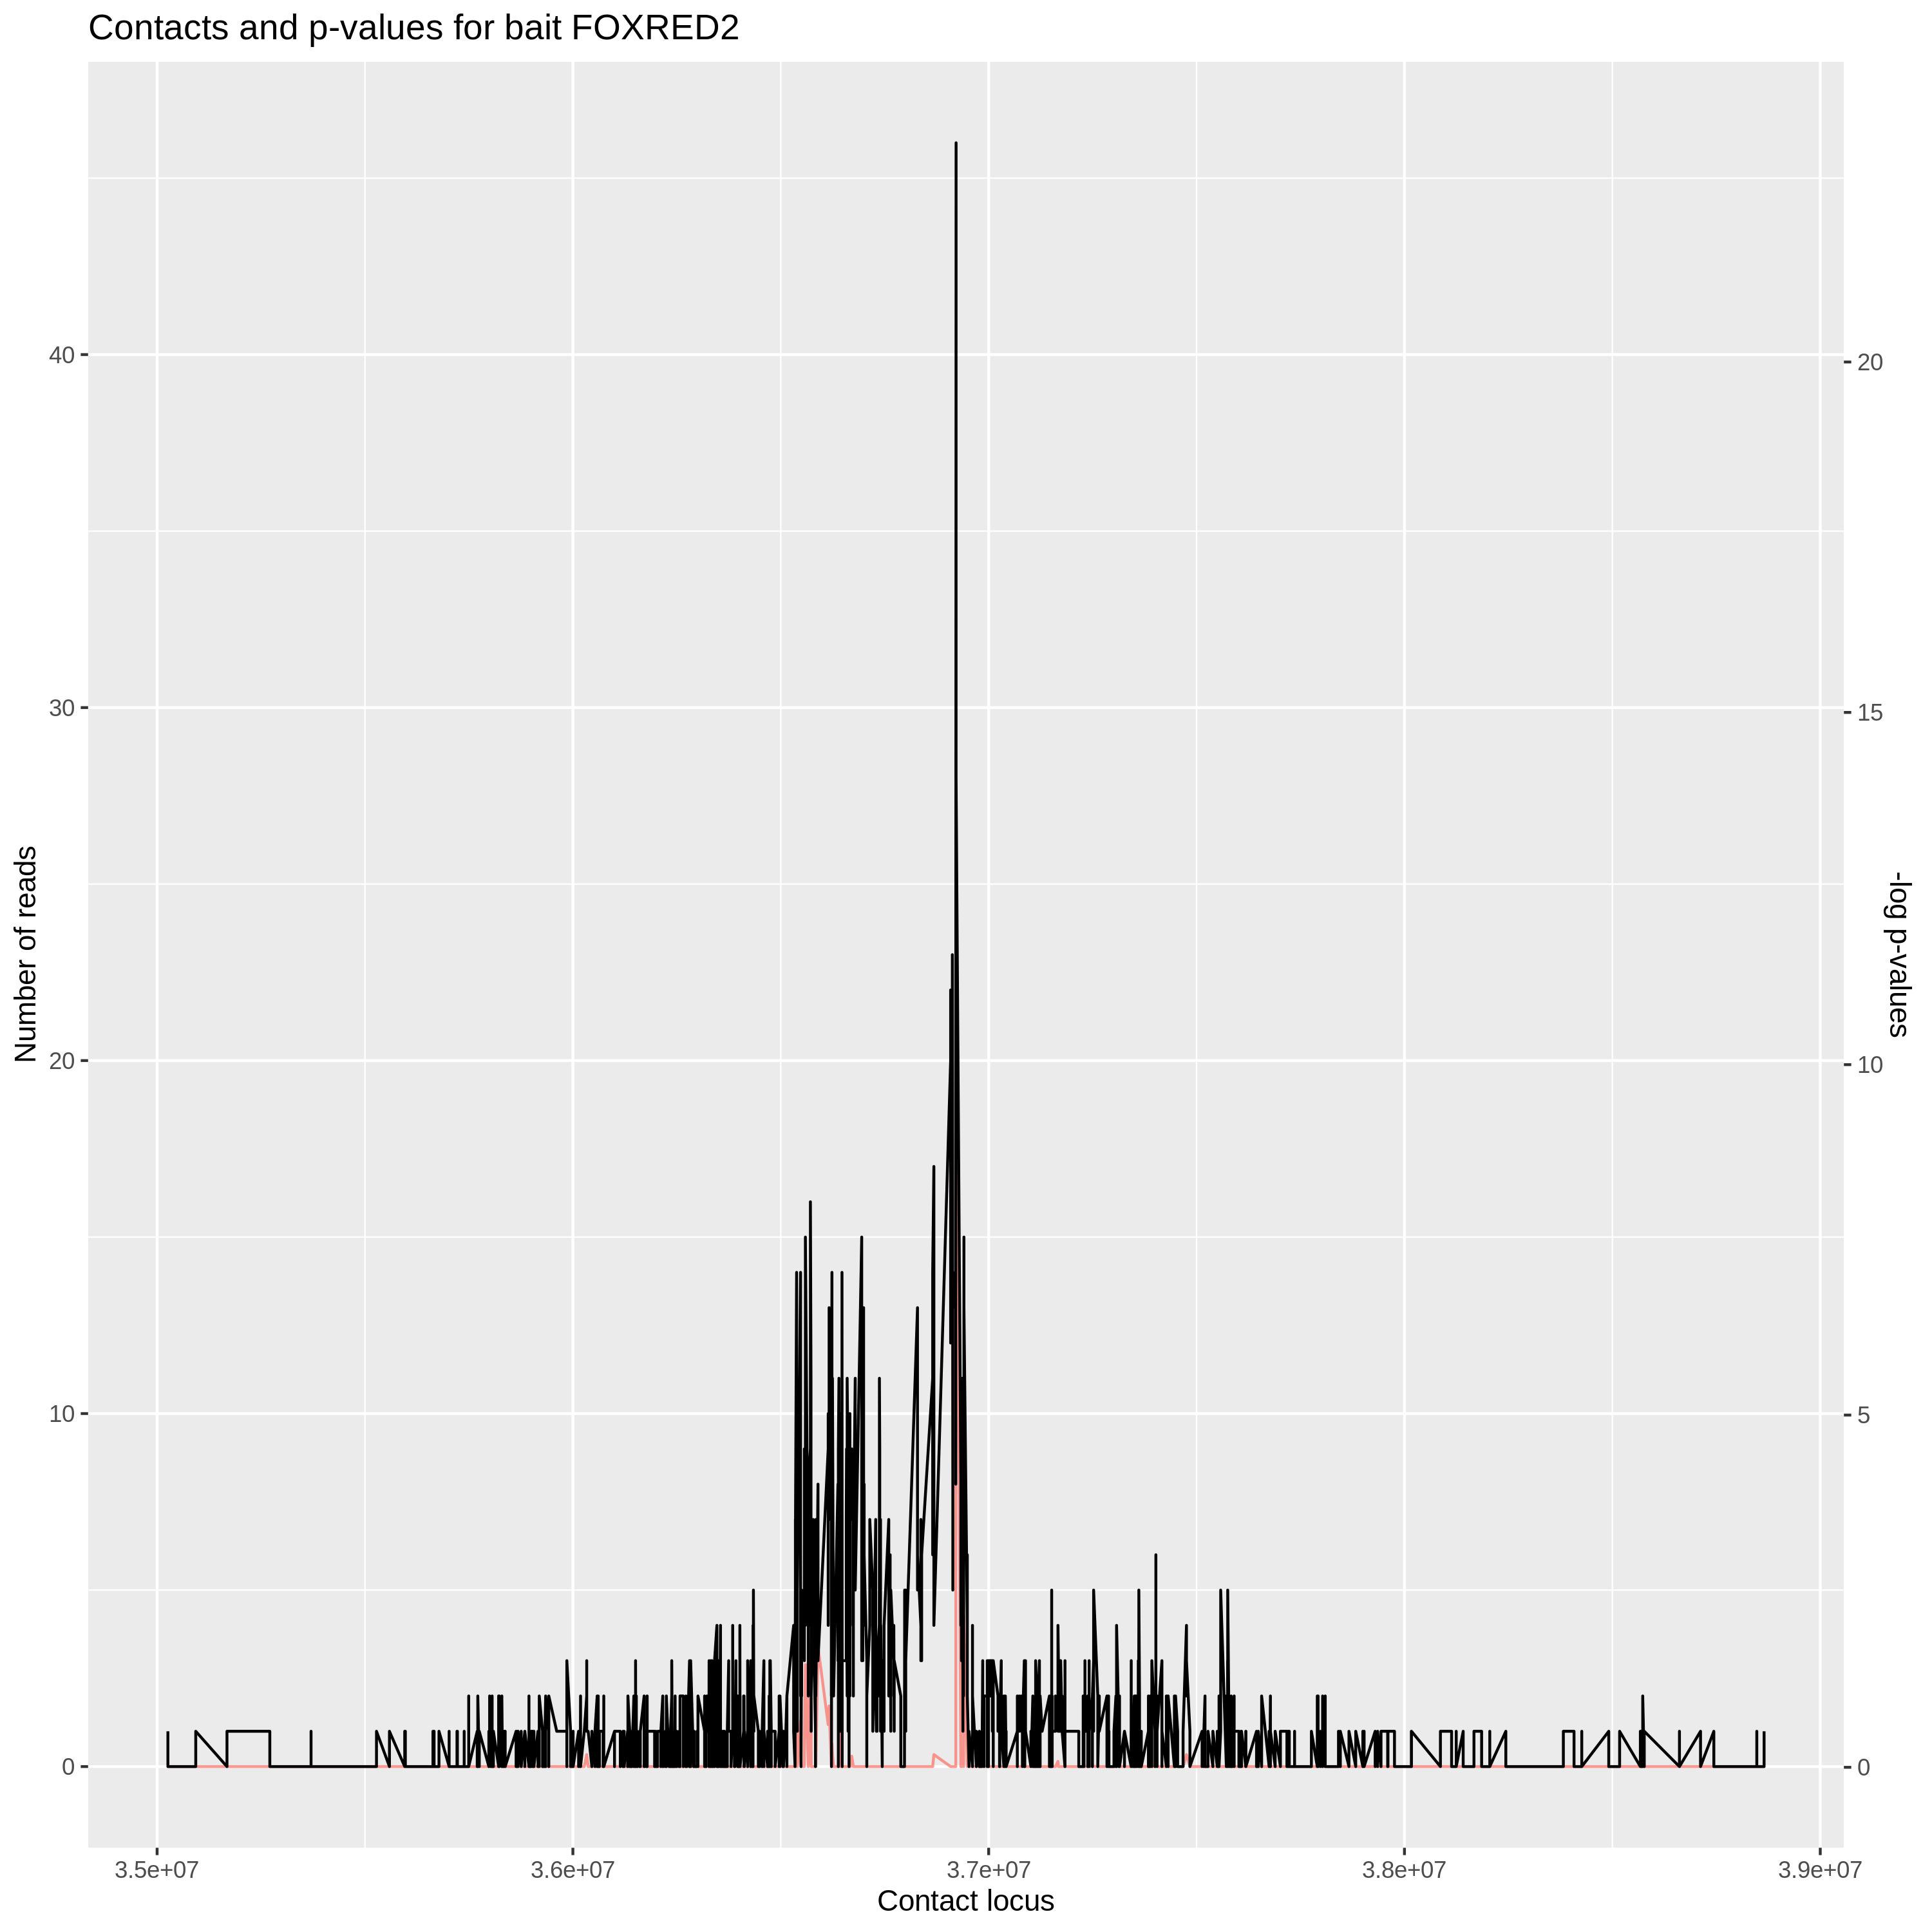 Contacts and p-values for bait FOXRED2
Number of reads
40
30
20
10
0
20
15
10
5
0
-log p-values
3.5e+07 3.6e+07 3.7e+07 3.8e+07 3.9e+07
Contact locus